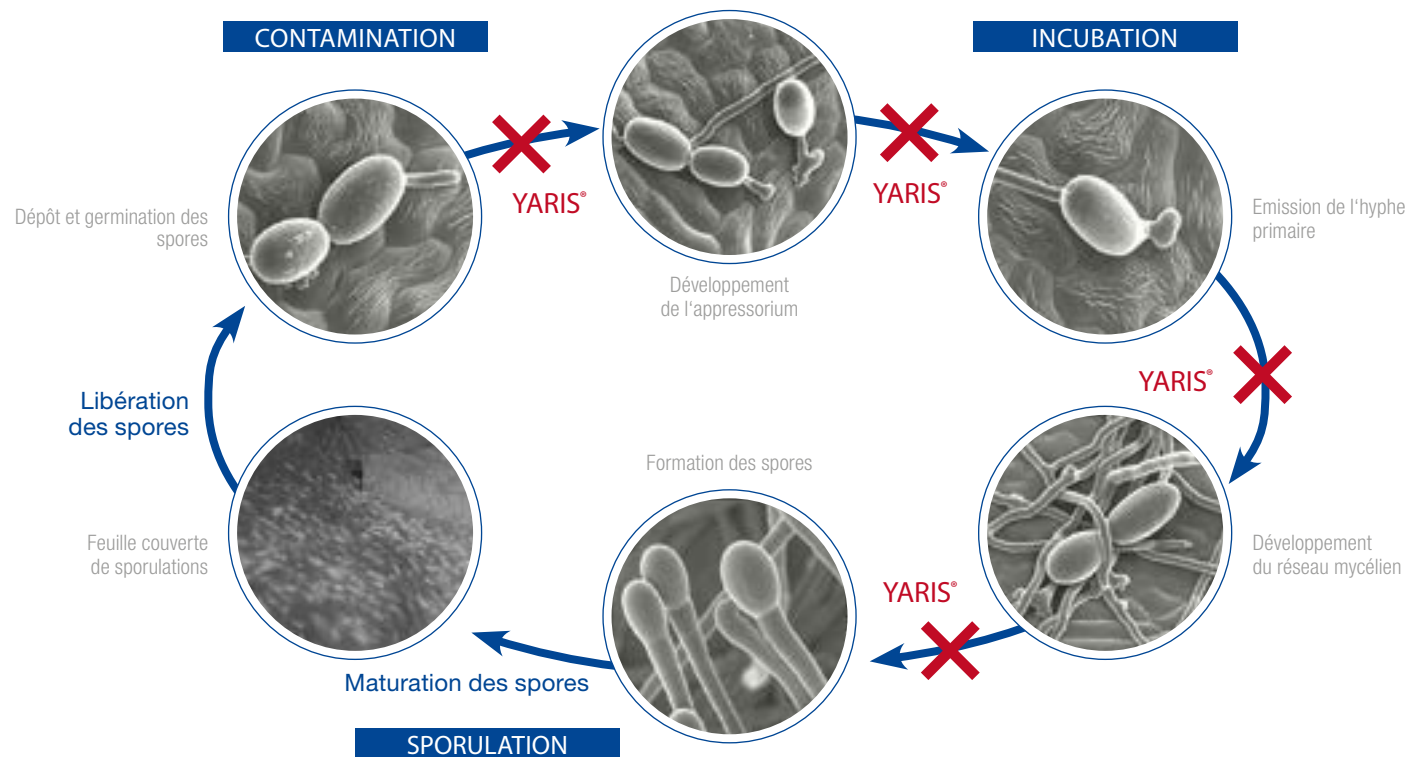 CONTAMINATION
INCUBATION
YARIS®
YARIS®
Dépôt et germination des
spores
Développement
de l'appressorium
Emission de l'hyphe
primaire
YARIS®
Libération
des spores
Formation des spores
Feuille couverte
de sporulations
Développement
du réseau mycélien
YARIS®
Maturation des spores
SPORULATION